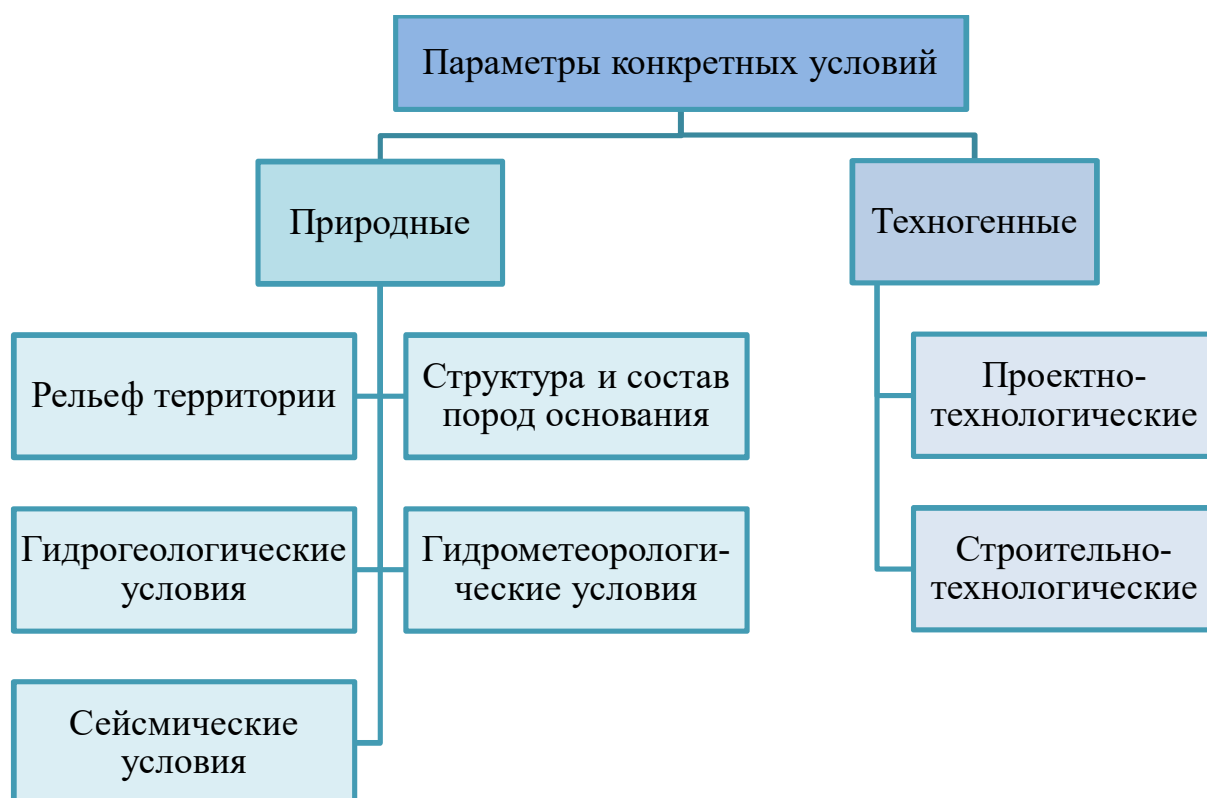 Параметры конкретных условий
Природные
Техногенные
Рельеф территории
Структура и состав
пород основания
Проектно-
технологические
Гидрогеологические
условия
Гидрометеорологи-
ческие условия
Строительно-
технологические
Сейсмические
условия